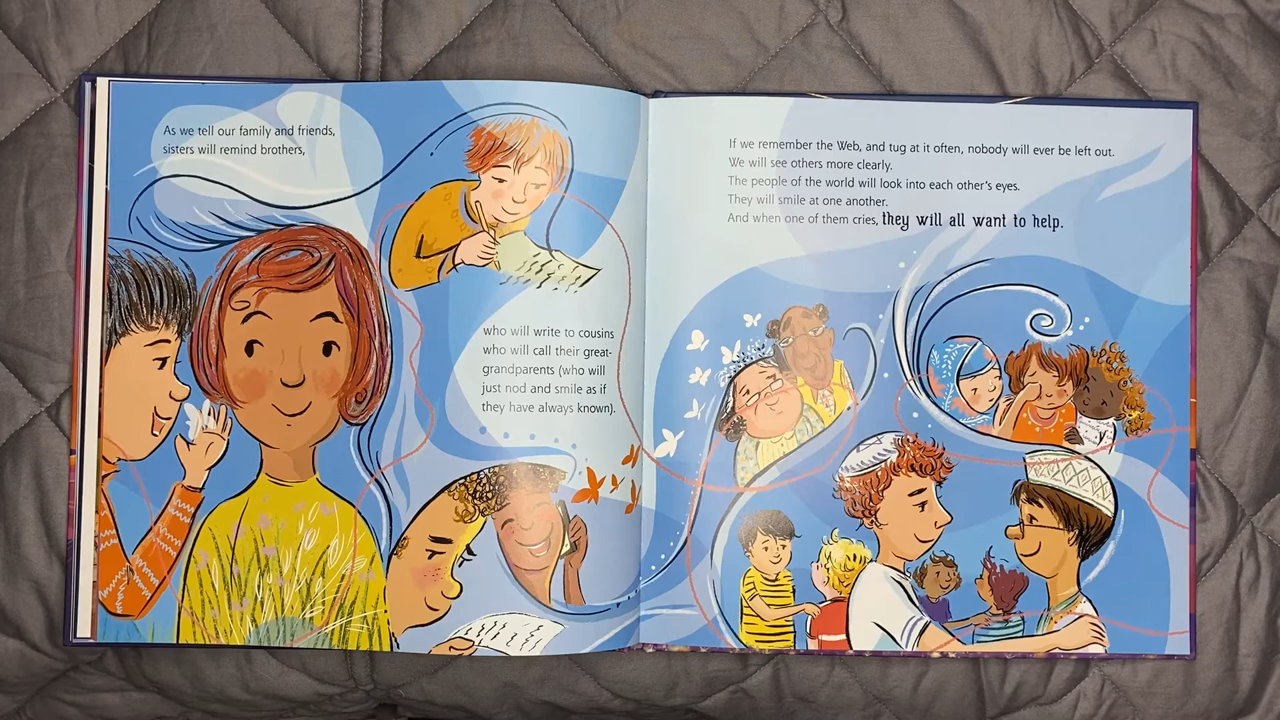 As we tell our family and friends,
sisters will remind brothers,
who will write to cousins
who will call their great-
grandparents (who will
just nod and smile as if
they have always known).
If we remember the Web, and tug at it often, nobody will ever be left out.
We will see others more clearly.
The people of the world will look into each other's eyes.
They will smile at one another.
And when one of them cries, they will all want to help.